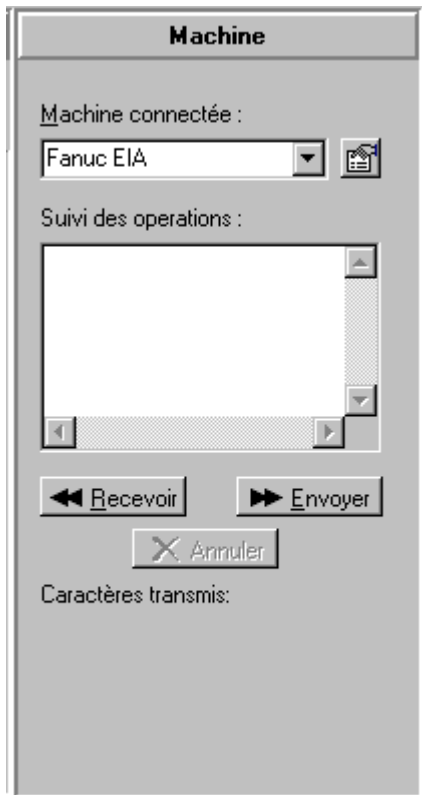 Machine
Machine connectée :
Fanuc EIA
Suivi des operations :
Recevoir
Envoyer
Annuler
Caractères transmis: